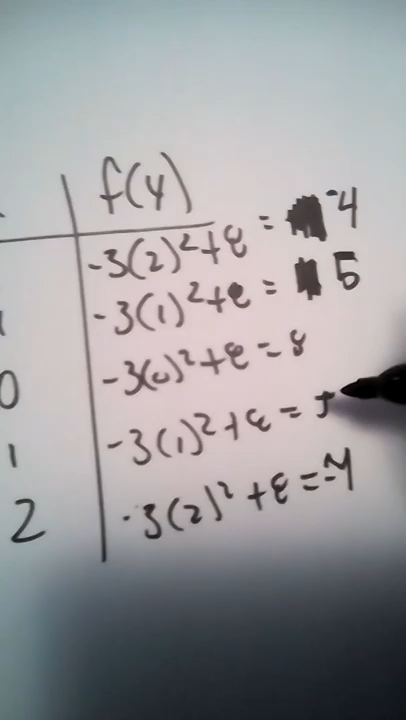 f(x)
-3(2)²+8 = -4
1 -3(1)²+8 = 5
0 -3(0)²+8 = 8
1 -3(1)²+8 = 5
2 -3(2)²+8 = -4